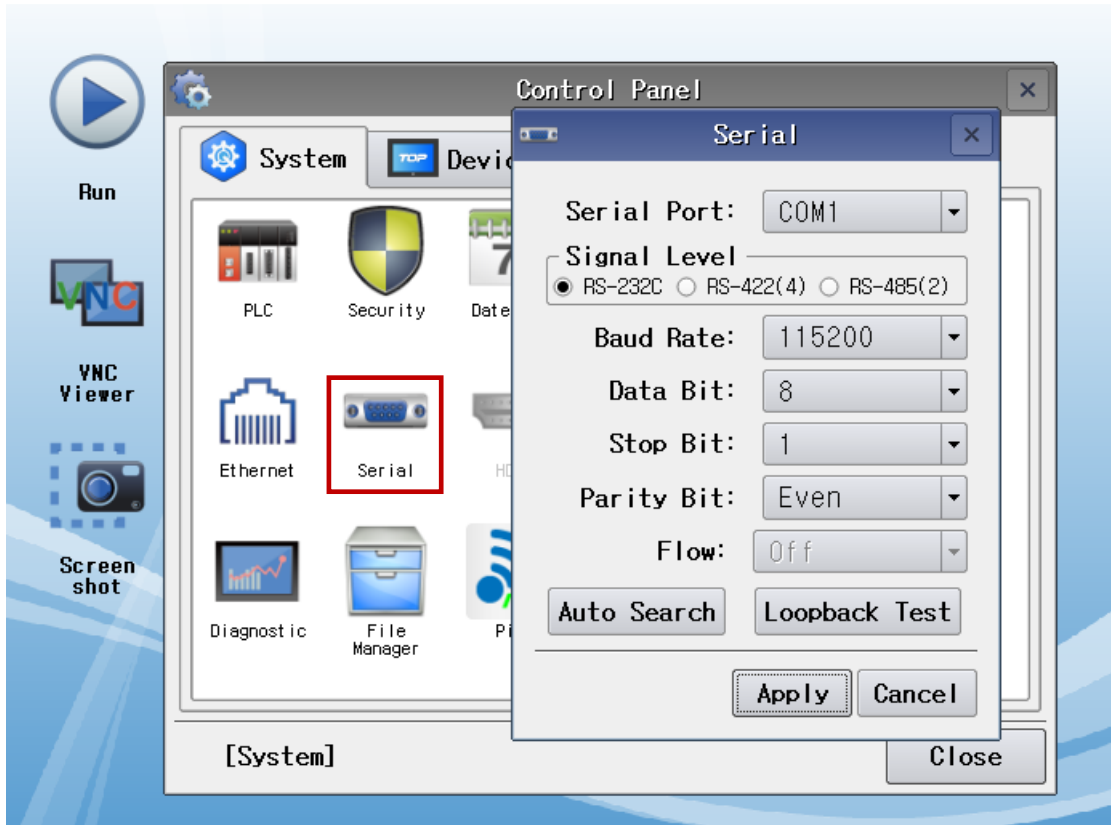 Run
VNC
VNC
Viewer
Screen
shot
Control Panel
System
TOP
7
PLC
Security
Date
Ethernet
Serial
Diagnostic
File
Manager
[System]
Close
Serial
Serial Port: COM1
Signal Level
RS-232C RS-422(4) RS-485(2)
Baud Rate: 115200
Data Bit: 8
Stop Bit: 1
Parity Bit: Even
Flow: Off
Auto Search Loopback Test
Apply Cancel